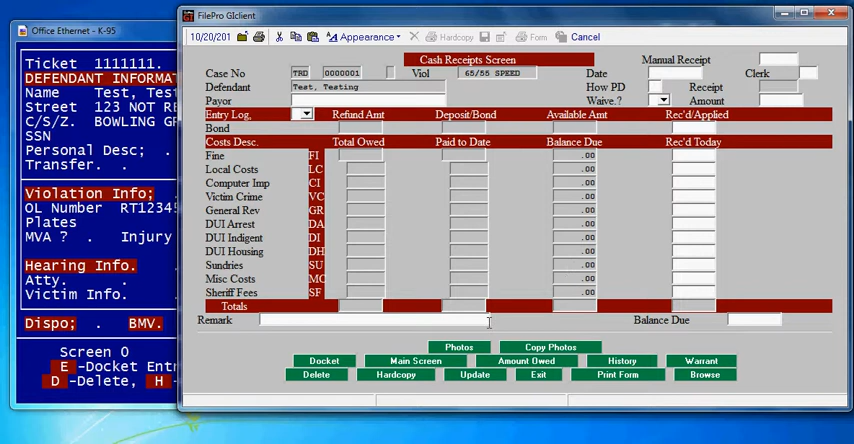 Office Ethernet - K-95
Ticket 1111111.
DEFENDANT INFORMAT
Name Test, Test
Street 123 NOT RE
C/S/Z. BOWLING GR
SSN
Personal Desc; .
Transfer. .
Violation Info;
OL Number RT12345
Plates
MVA ? . Injury
Hearing Info.
Atty. .
Victim Info. .
Dispo; . BMV.
Screen 0
E -Docket Entr
D -Delete, H -
FilePro GIclient
10/20/201 Appearance Hardcopy Form Cancel
Cash Receipts Screen Manual Receipt
Case No TRD 0000001 Viol 65/55 SPEED Date Clerk
Defendant Test, Testing How PD Receipt
Payor Waive.? Amount
Entry Log, Refund Amt Deposit/Bond Available Amt Rec'd/Applied
Bond
Costs Desc. Total Owed Paid to Date Balance Due Rec'd Today
Fine FI .00
Local Costs LC .00
Computer Imp CI .00
Victim Crime VC .00
General Rev GR .00
DUI Arrest DA .00
DUI Indigent DI .00
DUI Housing DH .00
Sundries SU .00
Misc Costs MC .00
Sheriff Fees SF .00
Totals
Remark Balance Due
Photos Copy Photos
Docket Main Screen Amount Owed History Warrant
Delete Hardcopy Update Exit Print Form Browse